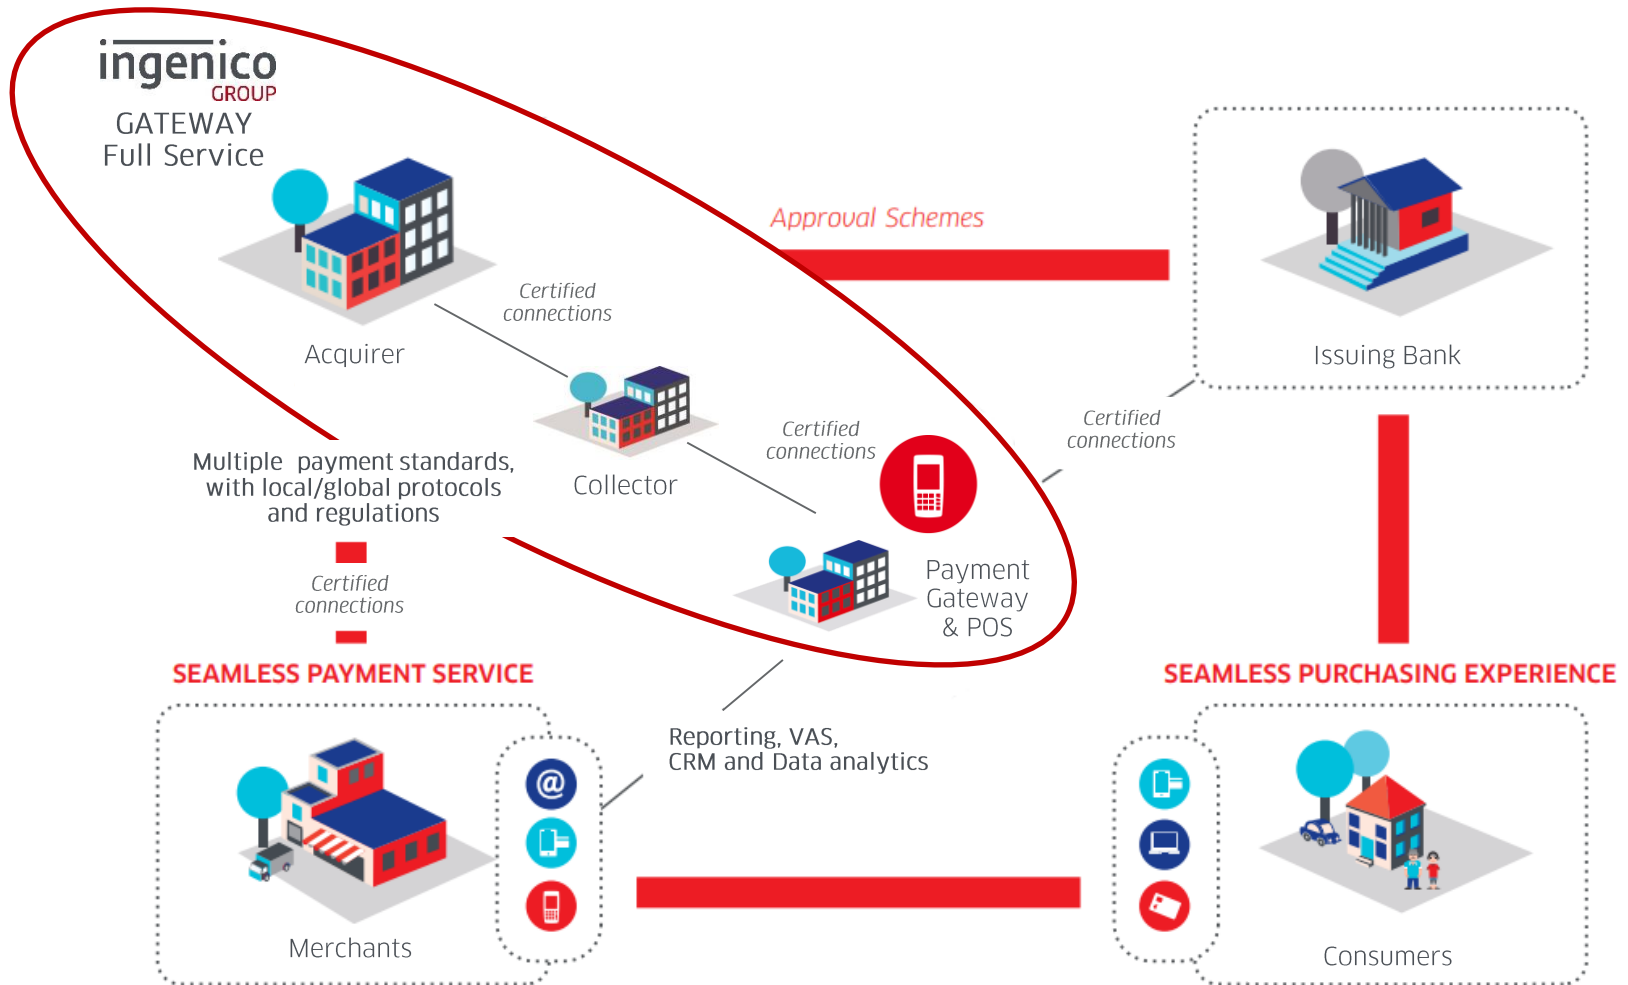 ingenico
GROUP
GATEWAY
Full Service
Approval Schemes
Certified
connections
Acquirer
Issuing Bank
Certified
connections
Certified
connections
Multiple payment standards,
with local/global protocols
and regulations
Collector
Certified
connections
Payment
Gateway
& POS
SEAMLESS PAYMENT SERVICE
SEAMLESS PURCHASING EXPERIENCE
Reporting, VAS,
CRM and Data analytics
@
Merchants
Consumers